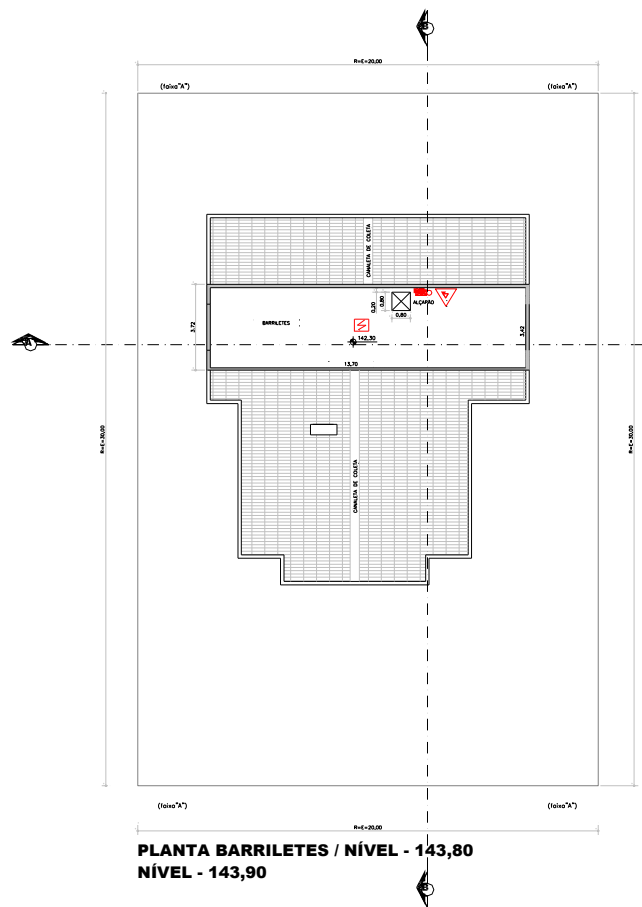 B
R=E=20,00
(faixa"A") (faixa"A")
CANALETA DE COLETA
0,20
0,80
ALÇAPÃO
4
0,80
BARRILETES
3,72
3,42
142,30
A
13,70
R=E=30,00
R=E=30,00
CANALETA DE COLETA
(faixa"A") (faixa"A")
R=E=20,00
PLANTA BARRILETES / NÍVEL - 143,80
NÍVEL - 143,90
B